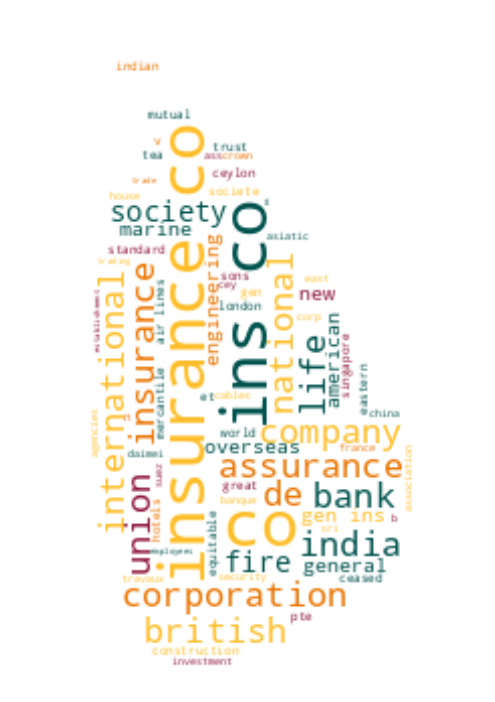 indian
mutual
v
tea
trust
ass
crown
trade
ceylon
house
societe
insurance co
society
ins co
marine
asiatic
standard
engineering
trading
sons
cey
east
international
insurance
air lines
gen
national
new
london
corp
establishment
life
american
singapore
mercantile
et
cables
eastern
china
agencies
world
company
daimei
overseas
france
suez
assurance
association
union
great
de
bank
hotels
banque
co
gen ins
b
equitable
sri
india
employees
fire
general
travaux
security
ceased
corporation
pte
british
construction
investment